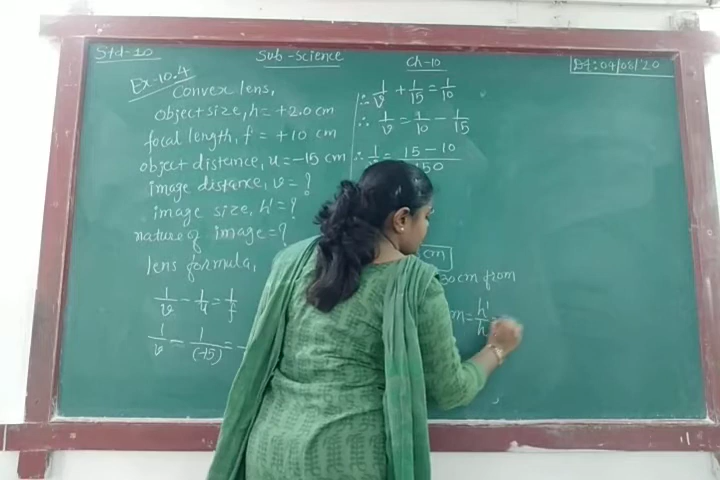 Std-10
Sub-Science
Ch-10
Dt:04/08/'20
Ex-10.4
Convex lens,
object size, h = +2.0 cm
focal length, f = +10 cm
object distance, u = -15 cm
image distance, v = ?
image size, h' = ?
nature of image = ?
lens formula,
1/v - 1/u = 1/f
1/v - 1/(-15) =
∴ 1/v + 1/15 = 1/10
∴ 1/v = 1/10 - 1/15
∴ 1/v = 15 - 10/150
cm
30 cm from
m = h'/h =